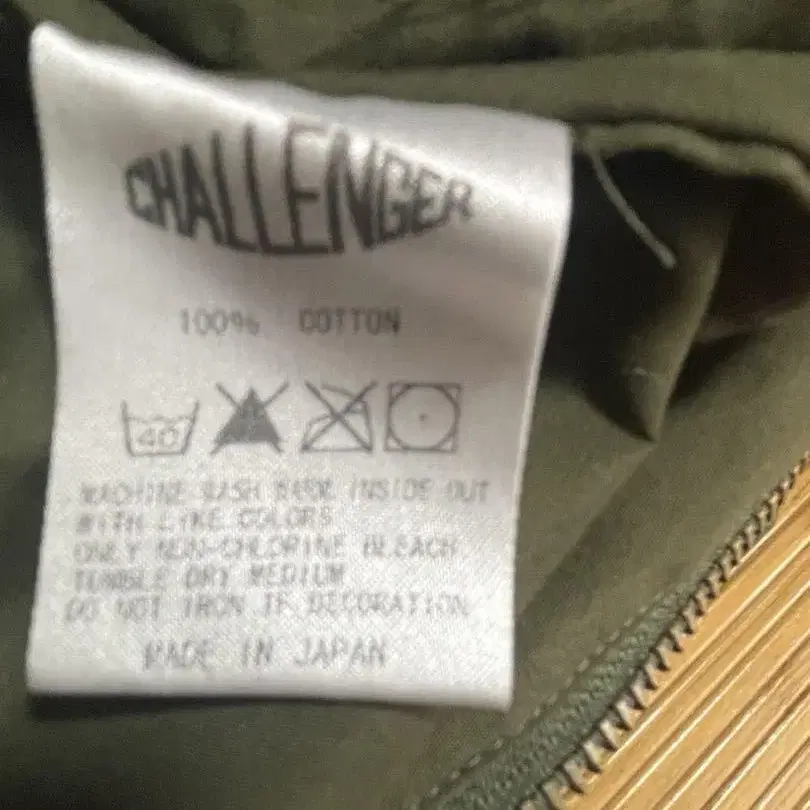 CHALLENGER
100% COTTON
40
MACHINE WASH WARM INSIDE OUT
WITH LIKE COLORS
ONLY NON-CHLORINE BLEACH
TUMBLE DRY MEDIUM
DO NOT IRON IF DECORATION
MADE IN JAPAN